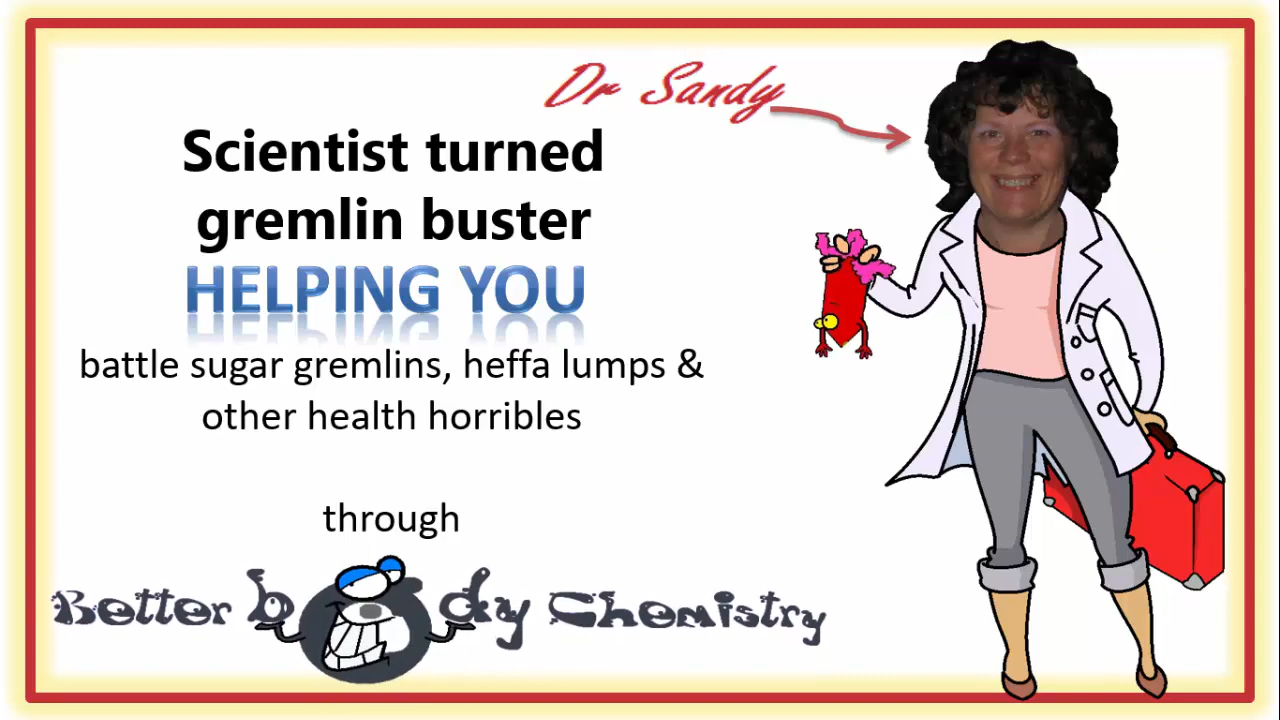 Dr Sandy
Scientist turned
gremlin buster
HELPING YOU
battle sugar gremlins, heffa lumps &
other health horribles
through
Better body Chemistry